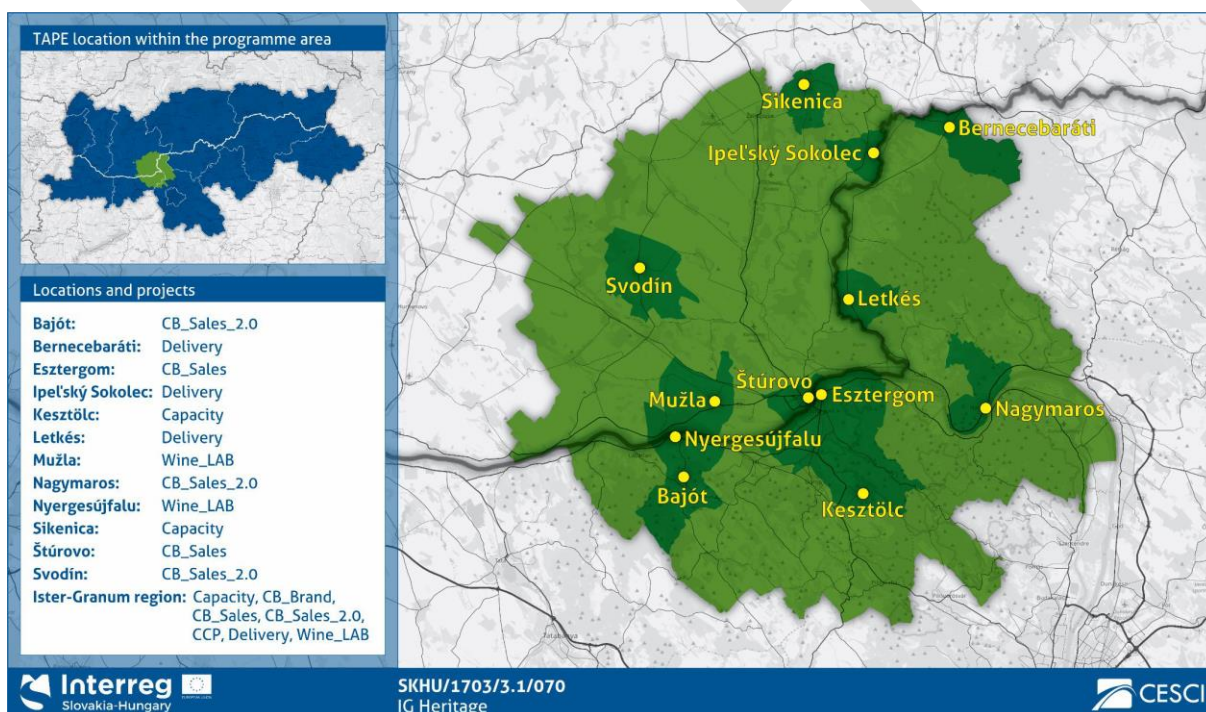 TAPE location within the programme area
Locations and projects
Bajót: CB_Sales_2.0
Bernecebaráti: Delivery
Esztergom: CB_Sales
Ipeľský Sokolec: Delivery
Kesztölc: Capacity
Letkés: Delivery
Mužla: Wine_LAB
Nagymaros: CB_Sales_2.0
Nyergesújfalu: Wine_LAB
Sikenica: Capacity
Štúrovo: CB_Sales
Svodín: CB_Sales_2.0
Ister-Granum region: Capacity, CB_Brand,
CB_Sales, CB_Sales_2.0,
CCP, Delivery, Wine_LAB
Sikenica
Bernecebaráti
Ipeľský Sokolec
Svodín
Letkés
Štúrovo
Esztergom
Mužla
Nagymaros
Nyergesújfalu
Bajót
Kesztölc
Tatabánya
Interreg
Slovakia-Hungary
SKHU/1703/3.1/070
IG Heritage
CESCI